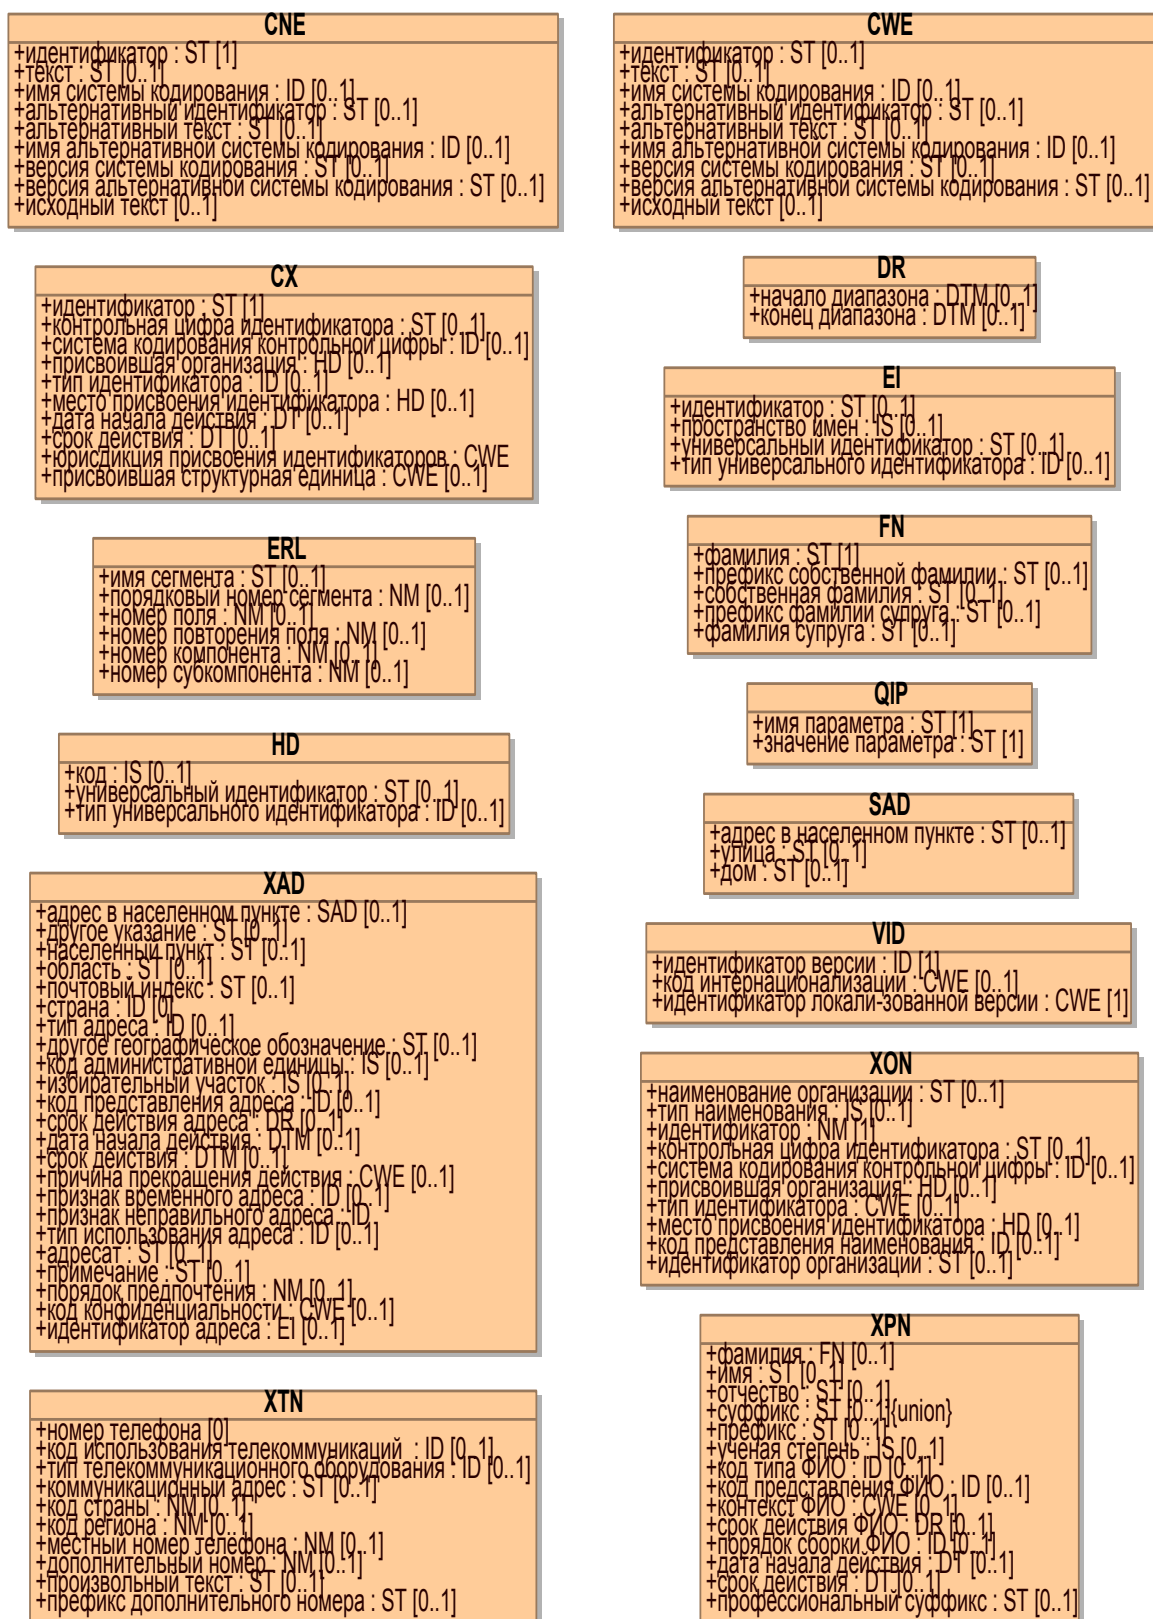 CNE
+идентификатор : ST [1]
+текст : ST [0..1]
+имя системы кодирования : ID [0..1]
+альтернативный идентификатор : ST [0..1]
+альтернативный текст : ST [0..1]
+имя альтернативной системы кодирования : ID [0..1]
+версия системы кодирования : ST [0..1]
+версия альтернативной системы кодирования : ST [0..1]
+исходный текст [0..1]
CWE
+идентификатор : ST [0..1]
+текст : ST [0..1]
+имя системы кодирования : ID [0..1]
+альтернативный идентификатор : ST [0..1]
+альтернативный текст : ST [0..1]
+имя альтернативной системы кодирования : ID [0..1]
+версия системы кодирования : ST [0..1]
+версия альтернативной системы кодирования : ST [0..1]
+исходный текст [0..1]
CX
+идентификатор : ST [1]
+контрольная цифра идентификатора : ST [0..1]
+система кодирования контрольной цифры : ID [0..1]
+присвоившая организация : HD [0..1]
+тип идентификатора : ID [0..1]
+место присвоения идентификатора : HD [0..1]
+дата начала действия : DT [0..1]
+срок действия : DT [0..1]
+юрисдикция присвоения идентификаторов : CWE
+присвоившая структурная единица : CWE [0..1]
DR
+начало диапазона : DTM [0..1]
+конец диапазона : DTM [0..1]
EI
+идентификатор : ST [0..1]
+пространство имен : IS [0..1]
+универсальный идентификатор : ST [0..1]
+тип универсального идентификатора : ID [0..1]
ERL
+имя сегмента : ST [0..1]
+порядковый номер сегмента : NM [0..1]
+номер поля : NM [0..1]
+номер повторения поля : NM [0..1]
+номер компонента : NM [0..1]
+номер субкомпонента : NM [0..1]
FN
+фамилия : ST [1]
+префикс собственной фамилии : ST [0..1]
+собственная фамилия : ST [0..1]
+префикс фамилии супруга : ST [0..1]
+фамилия супруга : ST [0..1]
QIP
+имя параметра : ST [1]
+значение параметра : ST [1]
HD
+код : IS [0..1]
+универсальный идентификатор : ST [0..1]
+тип универсального идентификатора : ID [0..1]
SAD
+адрес в населенном пункте : ST [0..1]
+улица : ST [0..1]
+дом : ST [0..1]
XAD
+адрес в населенном пункте : SAD [0..1]
+другое указание : ST [0..1]
+населенный пункт : ST [0..1]
+область : ST [0..1]
+почтовый индекс : ST [0..1]
+страна : ID [0]
+тип адреса : ID [0..1]
+другое географическое обозначение : ST [0..1]
+код административной единицы : IS [0..1]
+избирательный участок : IS [0..1]
+код представления адреса : ID [0..1]
+срок действия адреса : DR [0..1]
+дата начала действия : DTM [0..1]
+срок действия : DTM [0..1]
+причина прекращения действия : CWE [0..1]
+признак временного адреса : ID [0..1]
+признак неправильного адреса : ID
+тип использования адреса : ID [0..1]
+адресат : ST [0..1]
+примечание : ST [0..1]
+порядок предпочтения : NM [0..1]
+код конфиденциальности : CWE [0..1]
+идентификатор адреса : EI [0..1]
VID
+идентификатор версии : ID [1]
+код интернационализации : CWE [0..1]
+идентификатор локали-зованной версии : CWE [1]
XON
+наименование организации : ST [0..1]
+тип наименования : IS [0..1]
+идентификатор : NM [1]
+контрольная цифра идентификатора : ST [0..1]
+система кодирования контрольной цифры : ID [0..1]
+присвоившая организация : HD [0..1]
+тип идентификатора : CWE [0..1]
+место присвоения идентификатора : HD [0..1]
+код представления наименования : ID [0..1]
+идентификатор организации : ST [0..1]
XTN
+номер телефона [0]
+код использования телекоммуникаций : ID [0..1]
+тип телекоммуникационного оборудования : ID [0..1]
+коммуникационный адрес : ST [0..1]
+код страны : NM [0..1]
+код региона : NM [0..1]
+местный номер телефона : NM [0..1]
+дополнительный номер : NM [0..1]
+произвольный текст : ST [0..1]
+префикс дополнительного номера : ST [0..1]
XPN
+фамилия : FN [0..1]
+имя : ST [0..1]
+отчество : ST [0..1]
+суффикс : ST [0..1]{union}
+префикс : ST [0..1]
+ученая степень : IS [0..1]
+код типа ФИО : ID [0..1]
+код представления ФИО : ID [0..1]
+контекст ФИО : CWE [0..1]
+срок действия ФИО : DR [0..1]
+порядок сборки ФИО : ID [0..1]
+дата начала действия : DT [0..1]
+срок действия : DT [0..1]
+профессиональный суффикс : ST [0..1]